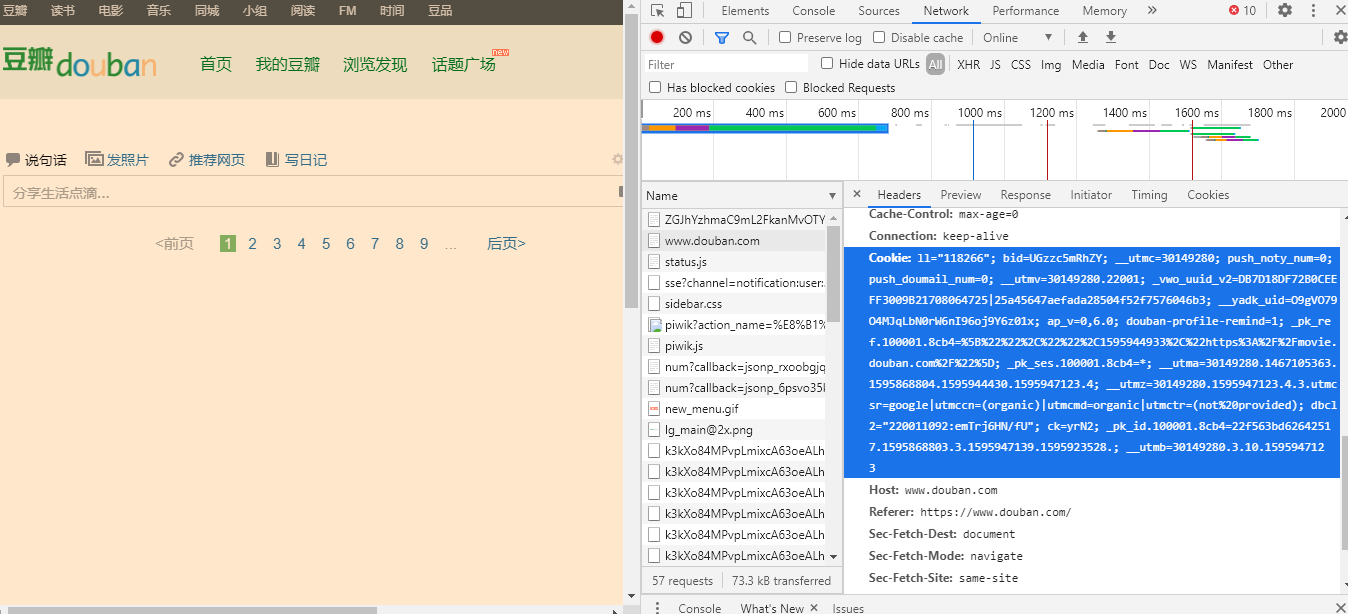 豆瓣 读书 电影 音乐 同城 小组 阅读 FM 时间 豆品
豆瓣douban 首页 我的豆瓣 浏览发现 话题广场 new
说句话 发照片 推荐网页 写日记
分享生活点滴...
<前页 1 2 3 4 5 6 7 8 9 ... 后页>
Elements Console Sources Network Performance Memory » 10
Preserve log Disable cache Online
Filter Hide data URLs All XHR JS CSS Img Media Font Doc WS Manifest Other
Has blocked cookies Blocked Requests
200 ms 400 ms 600 ms 800 ms 1000 ms 1200 ms 1400 ms 1600 ms 1800 ms 2000
Name
ZGJhYzhmaC9mL2FkanMvOTY
www.douban.com
status.js
sse?channel=notification:user:
sidebar.css
piwik?action_name=%E8%B1%
piwik.js
num?callback=jsonp_rxoobgjq
num?callback=jsonp_6psvo35l
new_menu.gif
lg_main@2x.png
k3kXo84MPvpLmixcA63oeALh
k3kXo84MPvpLmixcA63oeALh
k3kXo84MPvpLmixcA63oeALh
k3kXo84MPvpLmixcA63oeALh
k3kXo84MPvpLmixcA63oeALh
k3kXo84MPvpLmixcA63oeALh
57 requests 73.3 kB transferred
Headers Preview Response Initiator Timing Cookies
Cache-Control: max-age=0
Connection: keep-alive
Cookie: ll="118266"; bid=UGzzc5mRhZY; __utmc=30149280; push_noty_num=0;
push_doumail_num=0; __utmv=30149280.22001; _vwo_uuid_v2=DB7D18DF72B0CEE
FF3009B21708064725|25a45647aefada28504f52f7576046b3; __yadk_uid=O9gVO79
O4MJqLbN0rW6nI96oj9Y6z01x; ap_v=0,6.0; douban-profile-remind=1; _pk_re
f.100001.8cb4=%5B%22%22%2C%22%22%2C1595944933%2C%22https%3A%2F%2Fmovie.
douban.com%2F%22%5D; _pk_ses.100001.8cb4=*; __utma=30149280.1467105363.
1595868804.1595944430.1595947123.4; __utmz=30149280.1595947123.4.3.utmc
sr=google|utmccn=(organic)|utmcmd=organic|utmctr=(not%20provided); dbcl
2="220011092:emTrj6HN/fU"; ck=yrN2; _pk_id.100001.8cb4=22f563bd6264251
7.1595868803.3.1595947139.1595923528.; __utmb=30149280.3.10.159594712
3
Host: www.douban.com
Referer: https://www.douban.com/
Sec-Fetch-Dest: document
Sec-Fetch-Mode: navigate
Sec-Fetch-Site: same-site
Console What's New Issues